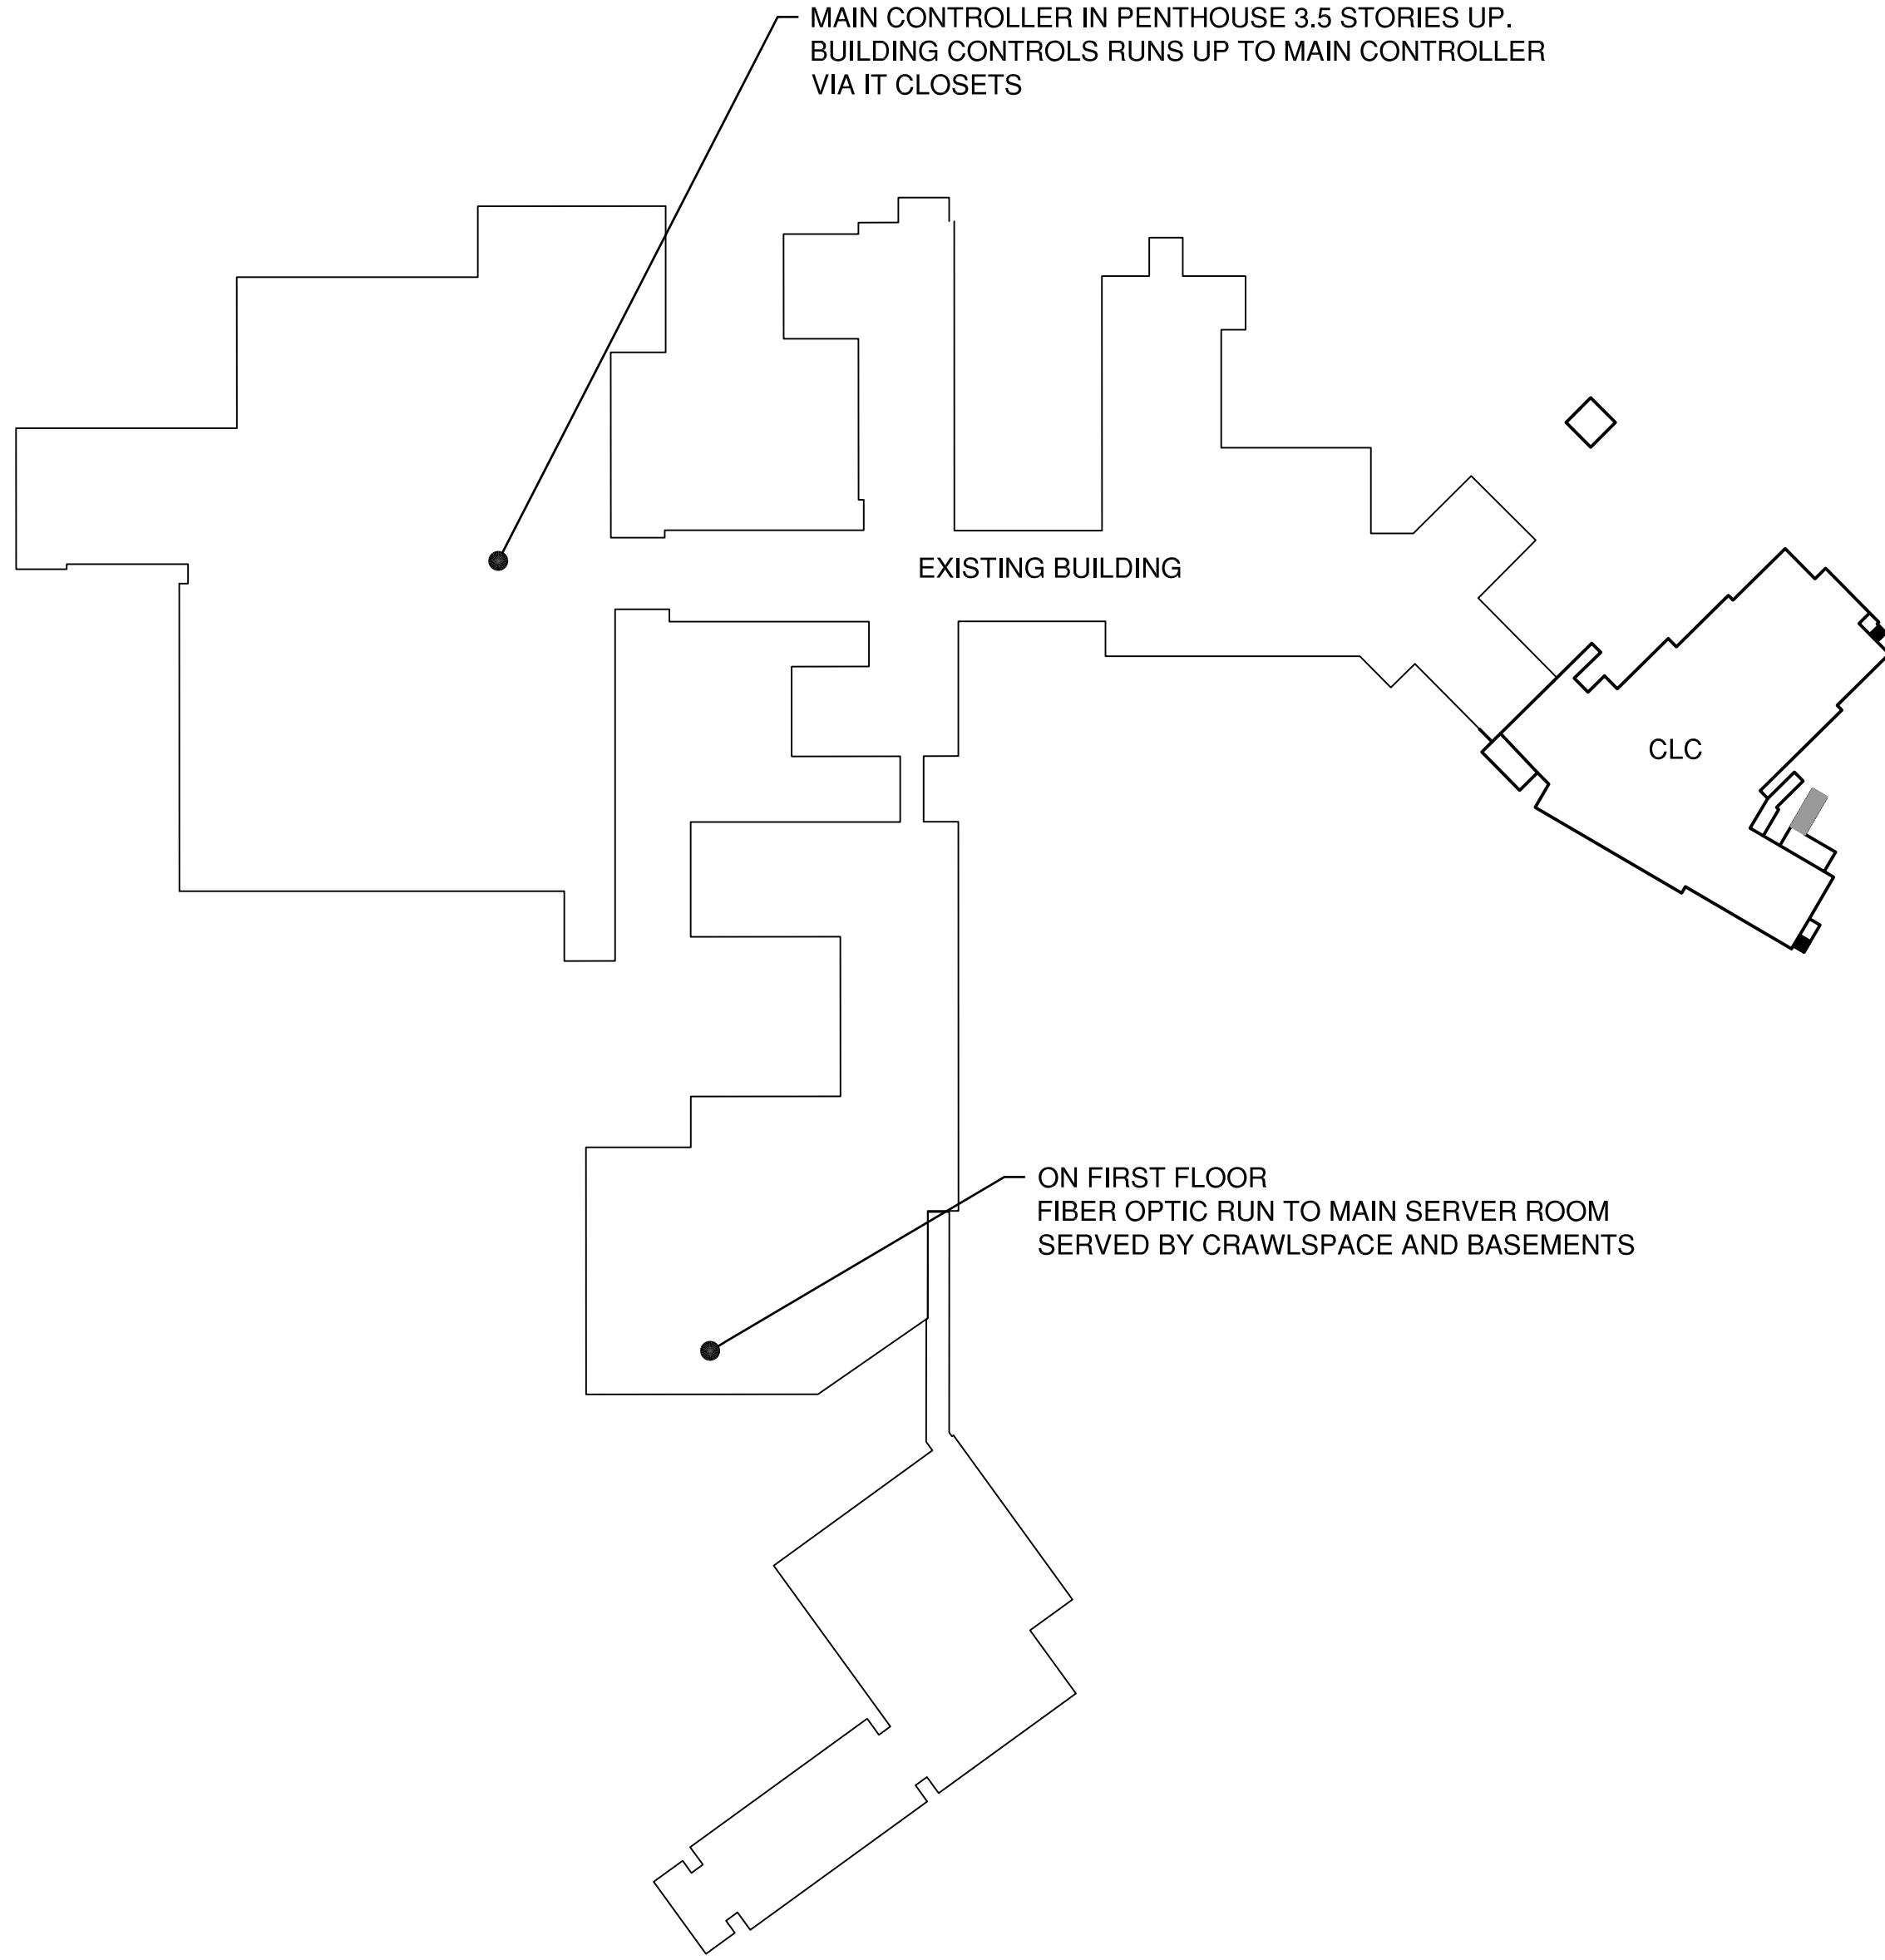 MAIN CONTROLLER IN PENTHOUSE 3.5 STORIES UP.
BUILDING CONTROLS RUNS UP TO MAIN CONTROLLER
VIA IT CLOSETS
EXISTING BUILDING
CLC
ON FIRST FLOOR
FIBER OPTIC RUN TO MAIN SERVER ROOM
SERVED BY CRAWLSPACE AND BASEMENTS